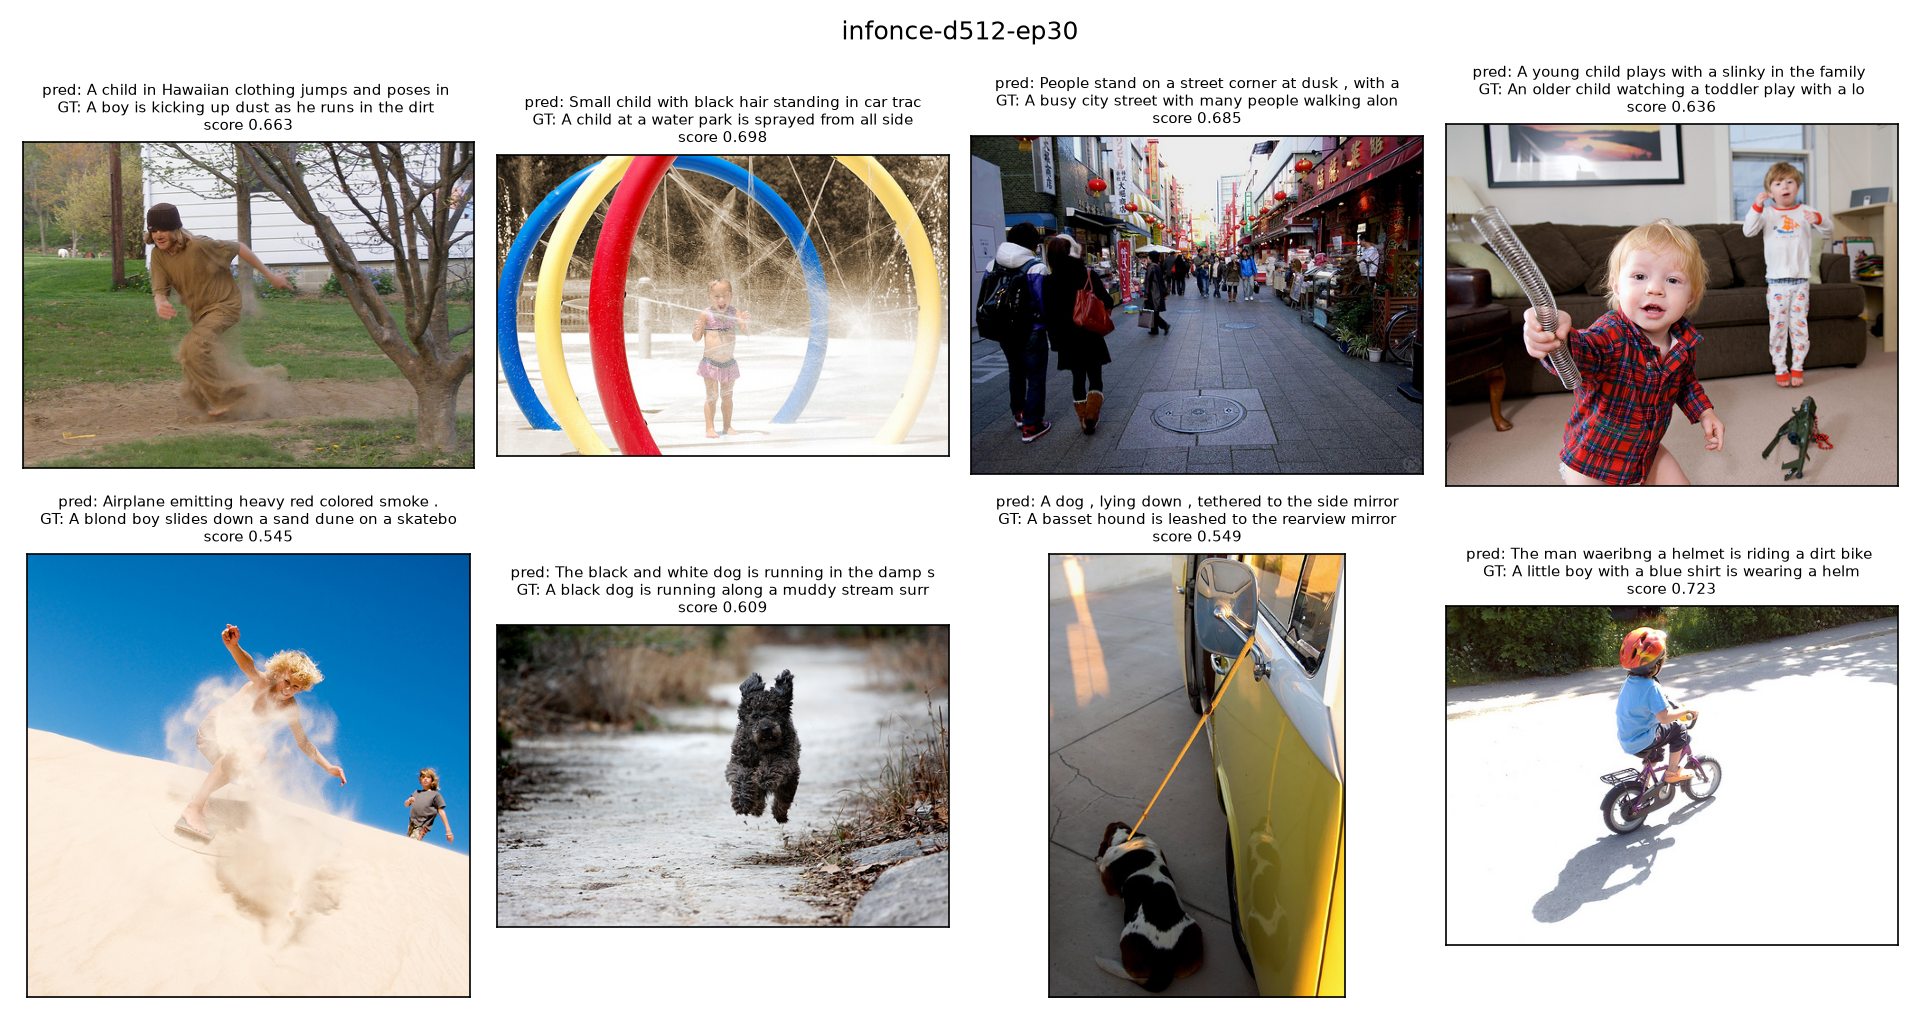 infonce-d512-ep30
pred: A child in Hawaiian clothing jumps and poses in
GT: A boy is kicking up dust as he runs in the dirt
score 0.663
pred: Small child with black hair standing in car trac
GT: A child at a water park is sprayed from all side
score 0.698
pred: People stand on a street corner at dusk , with a
GT: A busy city street with many people walking alon
score 0.685
pred: A young child plays with a slinky in the family
GT: An older child watching a toddler play with a lo
score 0.636
pred: Airplane emitting heavy red colored smoke .
GT: A blond boy slides down a sand dune on a skatebo
score 0.545
pred: The black and white dog is running in the damp s
GT: A black dog is running along a muddy stream surr
score 0.609
pred: A dog , lying down , tethered to the side mirror
GT: A basset hound is leashed to the rearview mirror
score 0.549
pred: The man waeribng a helmet is riding a dirt bike
GT: A little boy with a blue shirt is wearing a helm
score 0.723